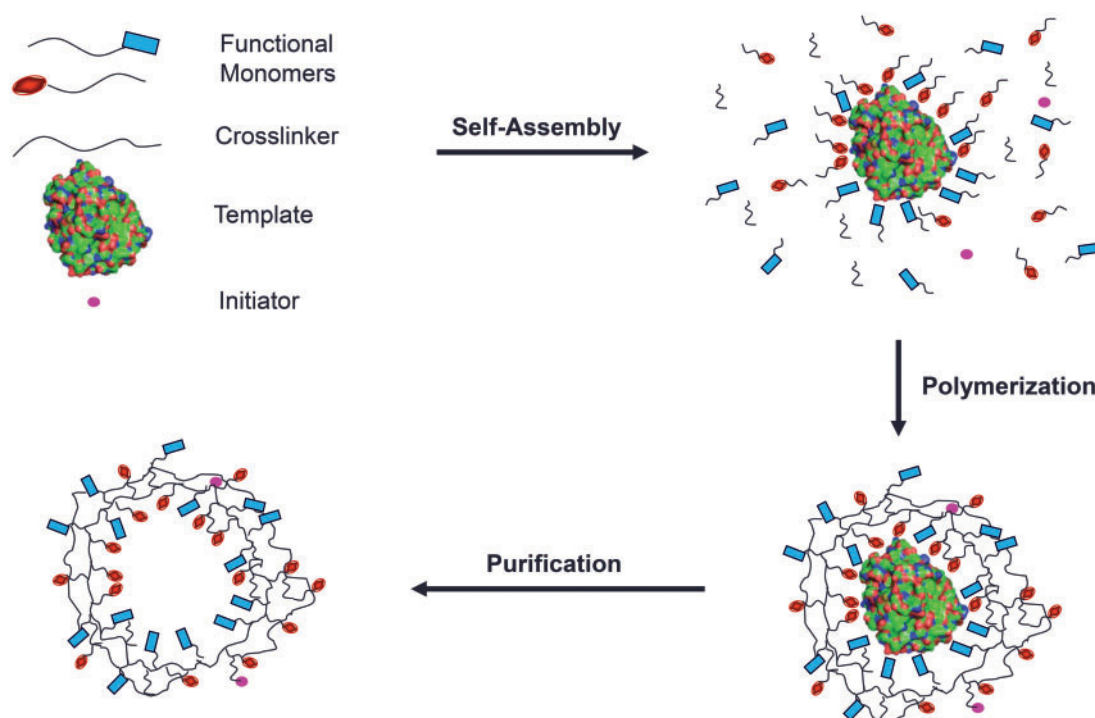 Functional
Monomers
Crosslinker
Template
Initiator
Self-Assembly
Polymerization
Purification